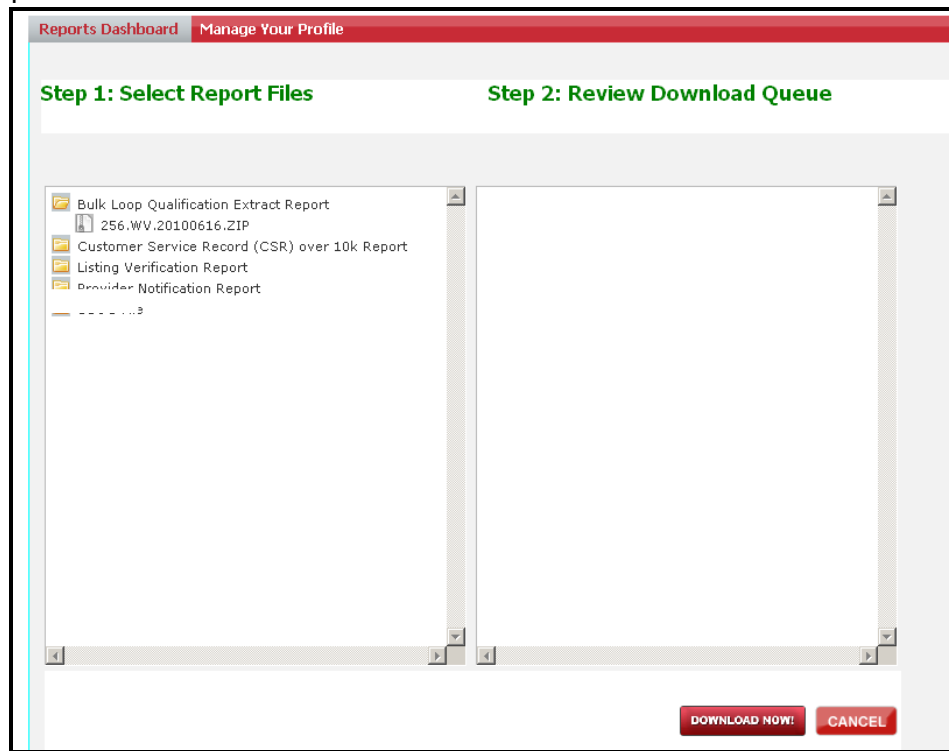 Reports Dashboard Manage Your Profile
Step 1: Select Report Files
Step 2: Review Download Queue
Bulk Loop Qualification Extract Report
256.WV.20100616.ZIP
Customer Service Record (CSR) over 10k Report
Listing Verification Report
Provider Notification Report
DOWNLOAD NOW!
CANCEL